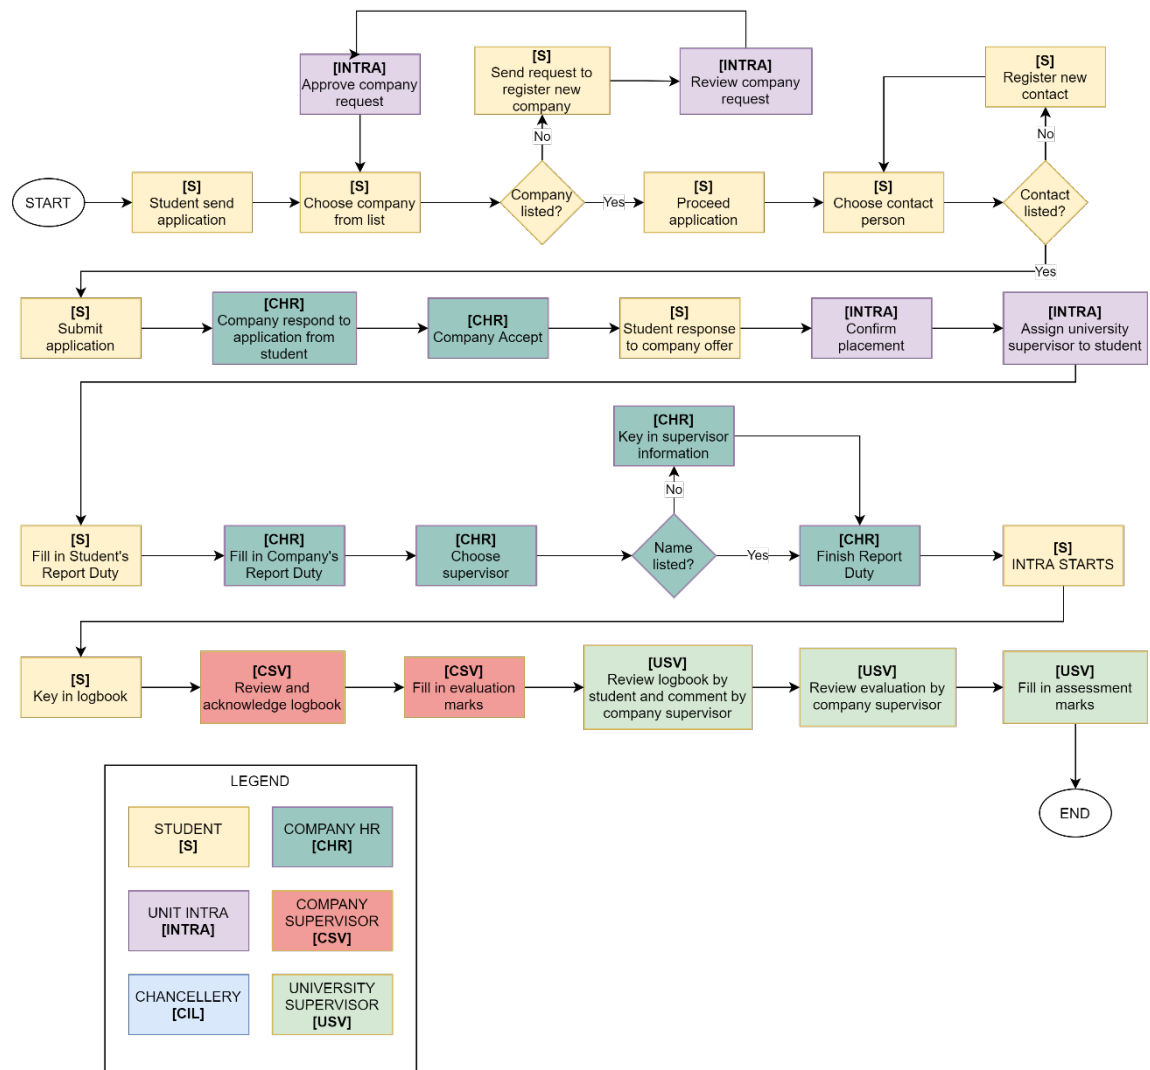 [INTRA]
Approve company
request
[S]
Send request to
register new
company
[INTRA]
Review company
request
[S]
Register new
contact
No
No
START
[S]
Student send
application
[S]
Choose company
from list
Company
listed?
Yes
[S]
Proceed
application
[S]
Choose contact
person
Contact
listed?
Yes
[S]
Submit
application
[CHR]
Company respond to
application from
student
[CHR]
Company Accept
[S]
Student response
to company offer
[INTRA]
Confirm
placement
[INTRA]
Assign university
supervisor to student
[CHR]
Key in supervisor
information
No
[S]
Fill in Student's
Report Duty
[CHR]
Fill in Company's
Report Duty
[CHR]
Choose
supervisor
Name
listed?
Yes
[CHR]
Finish Report
Duty
[S]
INTRA STARTS
[S]
Key in logbook
[CSV]
Review and
acknowledge logbook
[CSV]
Fill in evaluation
marks
[USV]
Review logbook by
student and comment by
company supervisor
[USV]
Review evaluation by
company supervisor
[USV]
Fill in assessment
marks
END
LEGEND
STUDENT
[S]
COMPANY HR
[CHR]
UNIT INTRA
[INTRA]
COMPANY
SUPERVISOR
[CSV]
CHANCELLERY
[CIL]
UNIVERSITY
SUPERVISOR
[USV]